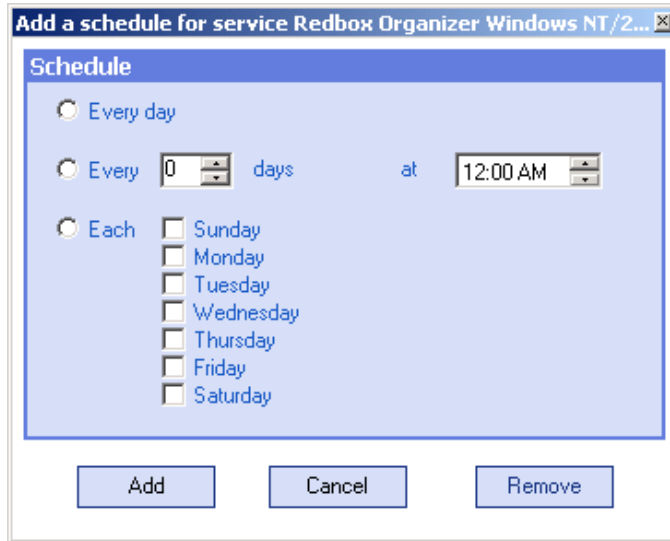 Add a schedule for service Redbox Organizer Windows NT/2...
Schedule
Every day
Every 0 days at 12:00 AM
Each Sunday
Monday
Tuesday
Wednesday
Thursday
Friday
Saturday
Add Cancel Remove